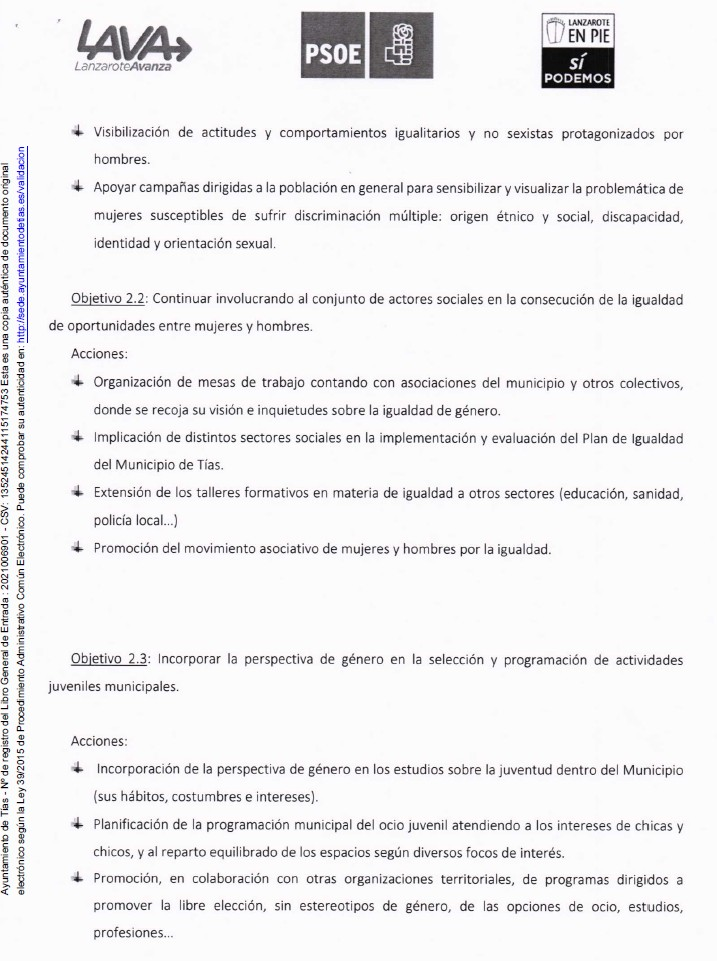 LAVA
LanzaroteAvanza
PSOE
LANZAROTE
EN PIE
SÍ
PODEMOS
Visibilización de actitudes y comportamientos igualitarios y no sexistas protagonizados por
hombres.
Apoyar campañas dirigidas a la población en general para sensibilizar y visualizar la problemática de
mujeres susceptibles de sufrir discriminación múltiple: origen étnico y social, discapacidad,
identidad y orientación sexual.
Objetivo 2.2: Continuar involucrando al conjunto de actores sociales en la consecución de la igualdad
de oportunidades entre mujeres y hombres.
Acciones:
Organización de mesas de trabajo contando con asociaciones del municipio y otros colectivos,
donde se recoja su visión e inquietudes sobre la igualdad de género.
Implicación de distintos sectores sociales en la implementación y evaluación del Plan de Igualdad
del Municipio de Tías.
Extensión de los talleres formativos en materia de igualdad a otros sectores (educación, sanidad,
policía local...)
Promoción del movimiento asociativo de mujeres y hombres por la igualdad.
Objetivo 2.3: Incorporar la perspectiva de género en la selección y programación de actividades
juveniles municipales.
Acciones:
Incorporación de la perspectiva de género en los estudios sobre la juventud dentro del Municipio
(sus hábitos, costumbres e intereses).
Planificación de la programación municipal del ocio juvenil atendiendo a los intereses de chicas y
chicos, y al reparto equilibrado de los espacios según diversos focos de interés.
Promoción, en colaboración con otras organizaciones territoriales, de programas dirigidos a
promover la libre elección, sin estereotipos de género, de las opciones de ocio, estudios,
profesiones...
Ayuntamiento de Tías - Nº de registro del Libro General de Entrada : 2021006901 - CSV: 13524514244115174753 Esta es una copia auténtica de documento original
electrónico según la Ley 39/2015 de Procedimiento Administrativo Común Electrónico. Puede comprobar su autenticidad en: http://sede.ayuntamientodetias.es/validacion